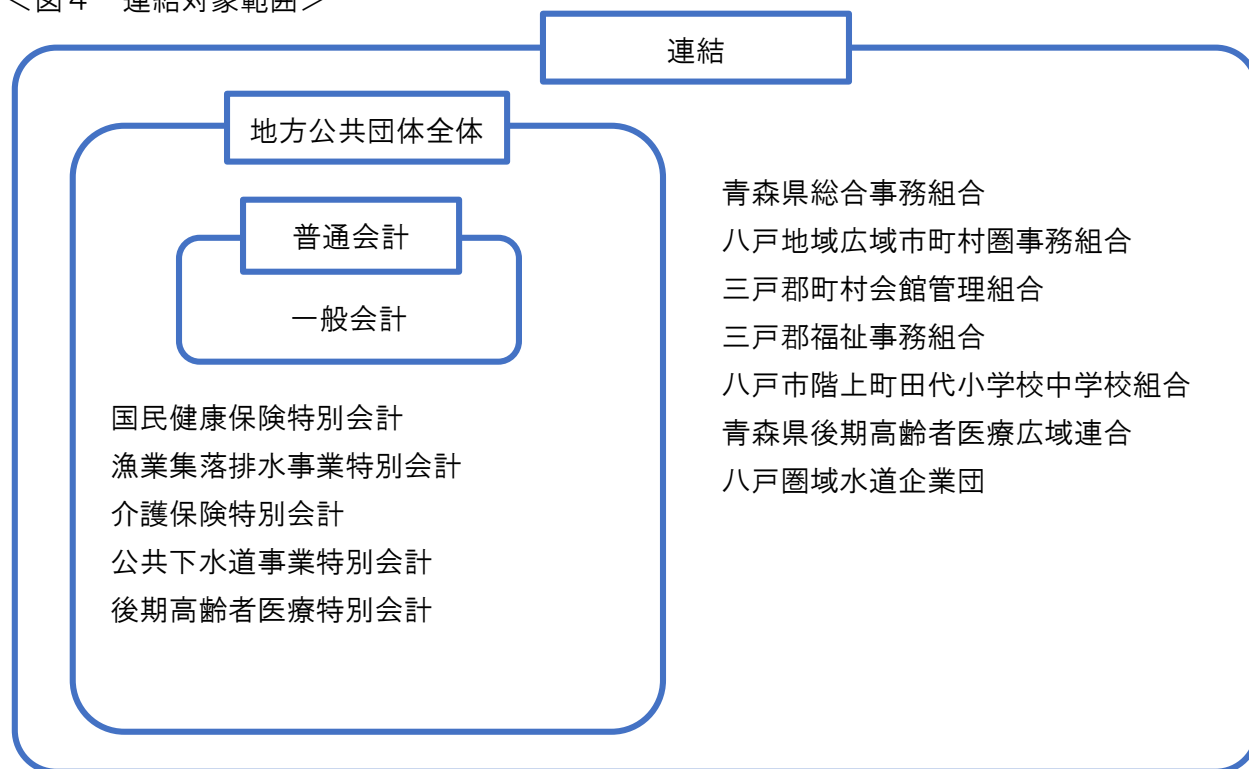 ＜図４　連結対象範囲＞
連結
地方公共団体全体
普通会計
一般会計
国民健康保険特別会計
漁業集落排水事業特別会計
介護保険特別会計
公共下水道事業特別会計
後期高齢者医療特別会計
青森県総合事務組合
八戸地域広域市町村圏事務組合
三戸郡町村会館管理組合
三戸郡福祉事務組合
八戸市階上町田代小学校中学校組合
青森県後期高齢者医療広域連合
八戸圏域水道企業団